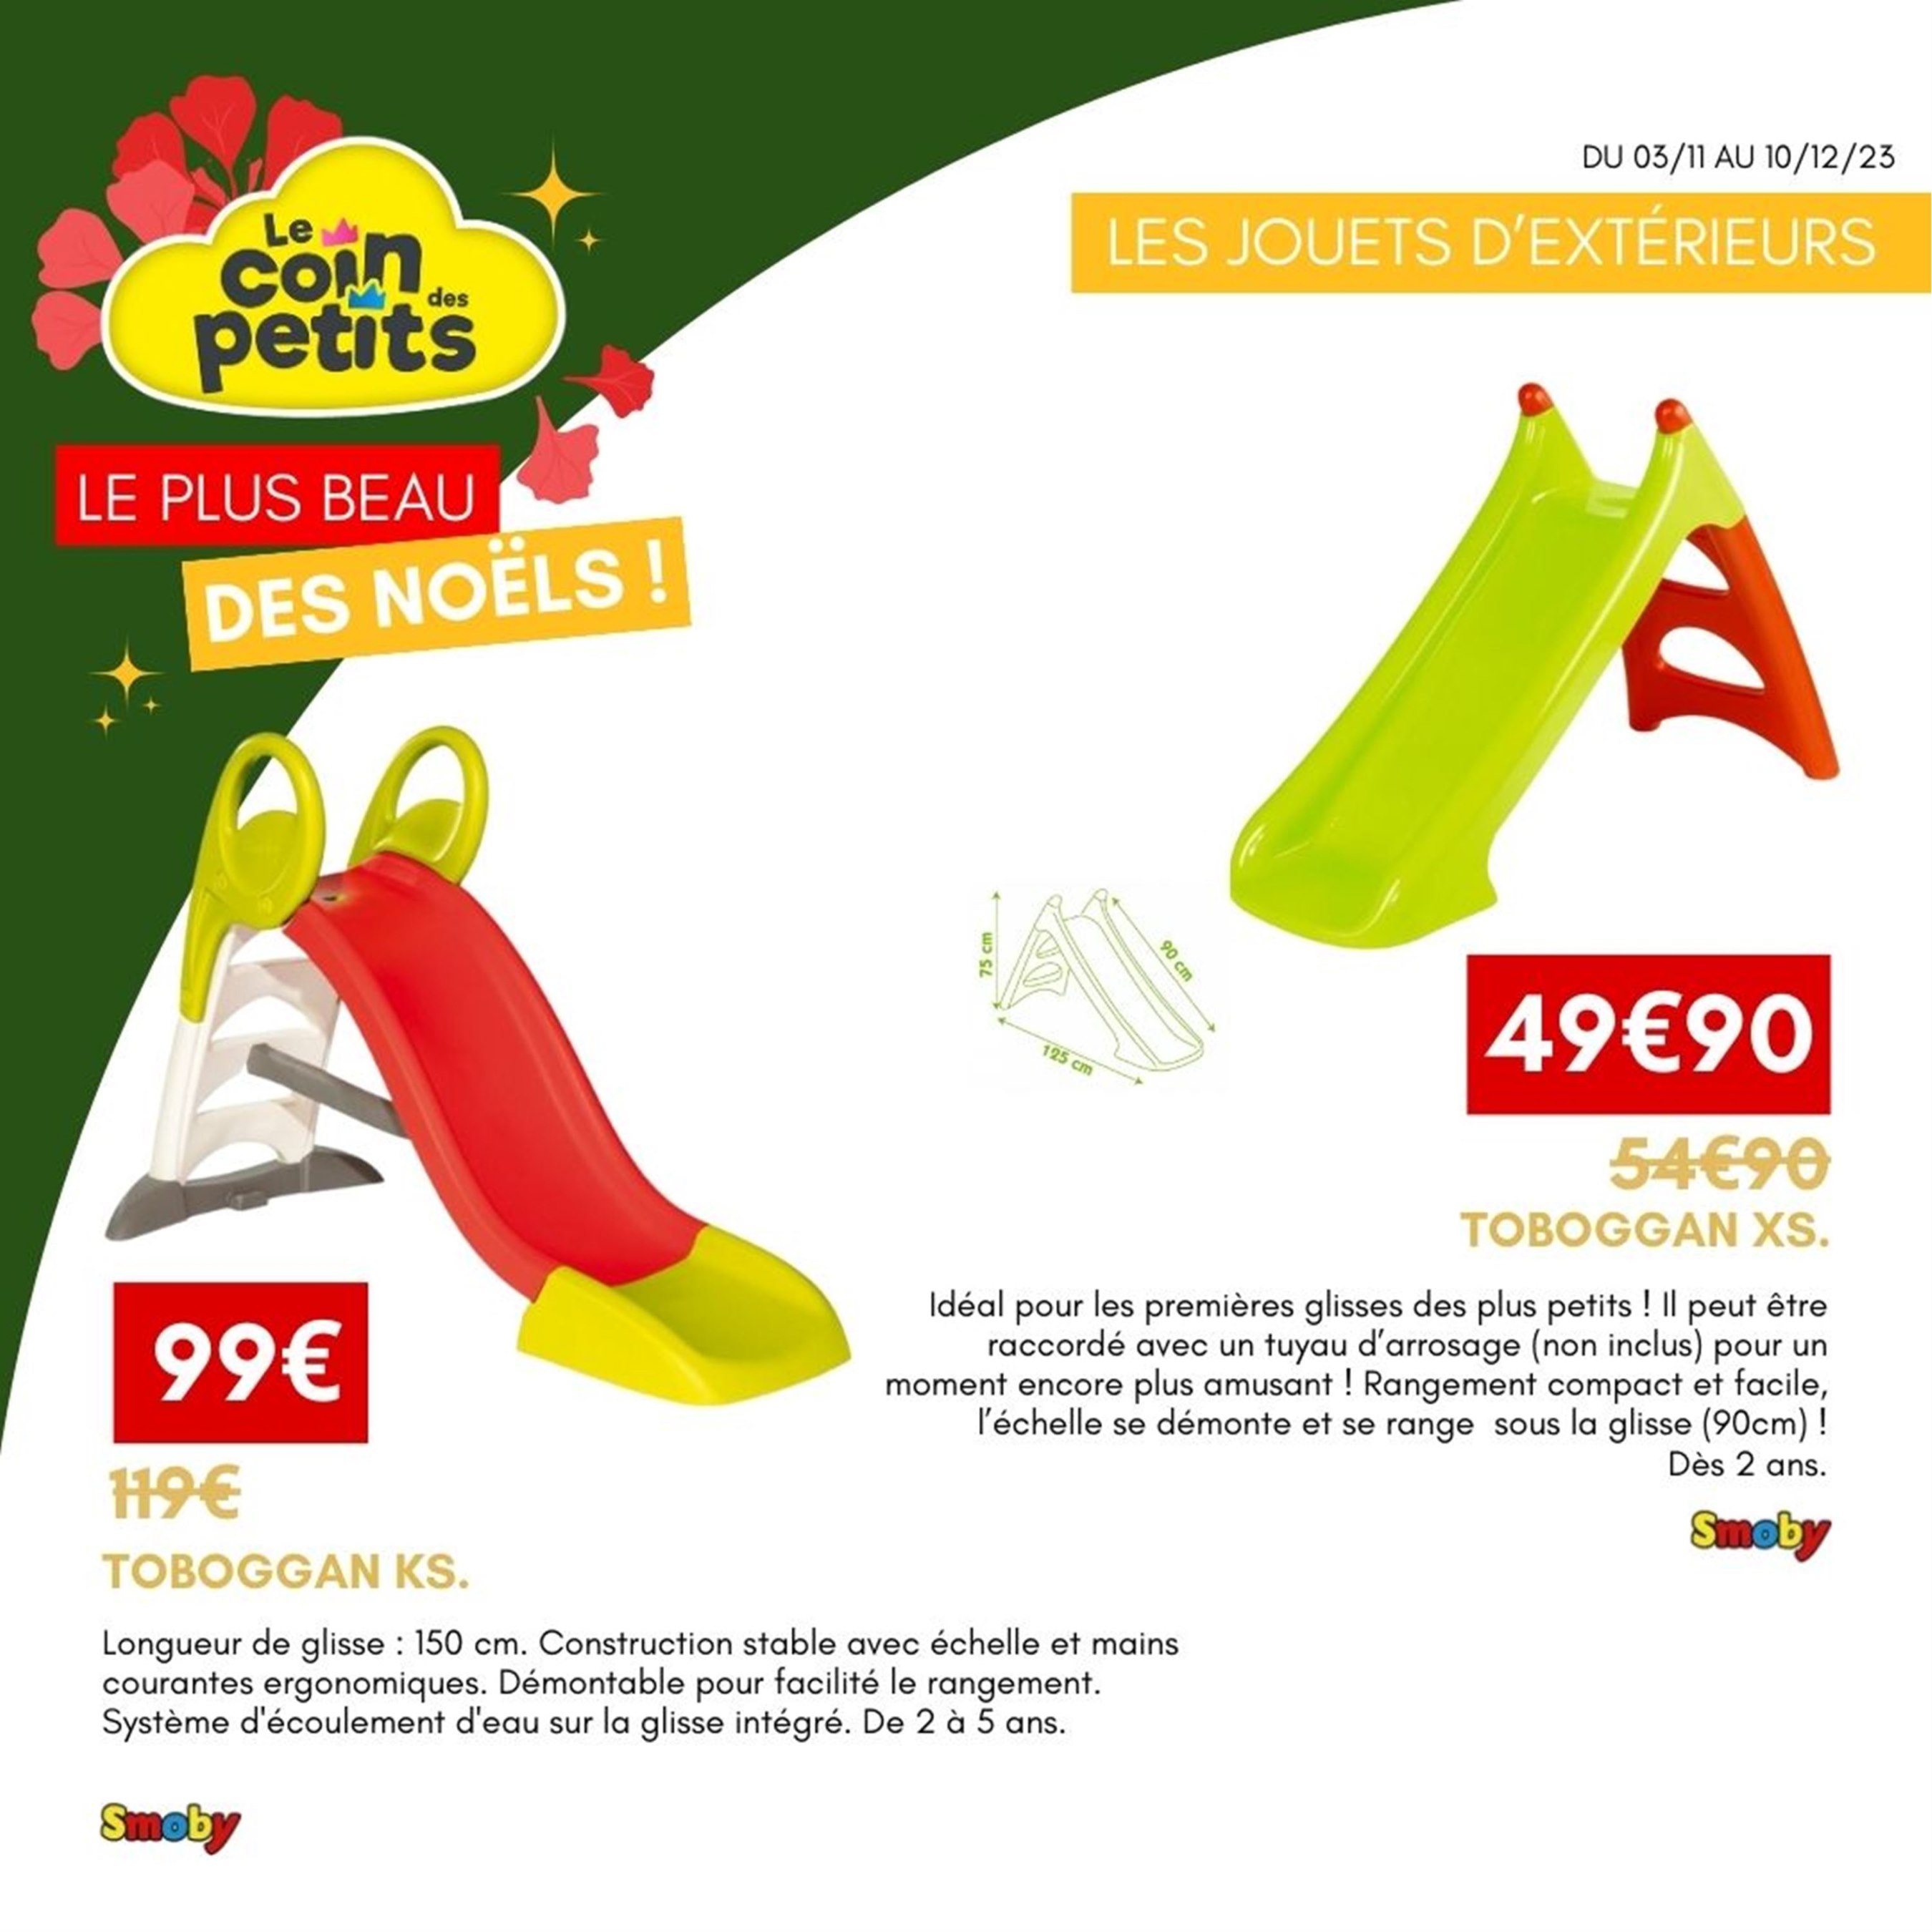 Le
coin
des
petits
LE PLUS BEAU
DES NOËLS !
DU 03/11 AU 10/12/23
LES JOUETS D'EXTÉRIEURS
75 cm
90 cm
125 cm
49€90
54€90
TOBOGGAN XS.
Idéal pour les premières glisses des plus petits ! Il peut être
raccordé avec un tuyau d'arrosage (non inclus) pour un
moment encore plus amusant ! Rangement compact et facile,
l'échelle se démonte et se range sous la glisse (90cm) !
Dès 2 ans.
Smoby
99€
119€
TOBOGGAN KS.
Longueur de glisse : 150 cm. Construction stable avec échelle et mains
courantes ergonomiques. Démontable pour facilité le rangement.
Système d'écoulement d'eau sur la glisse intégré. De 2 à 5 ans.
Smoby